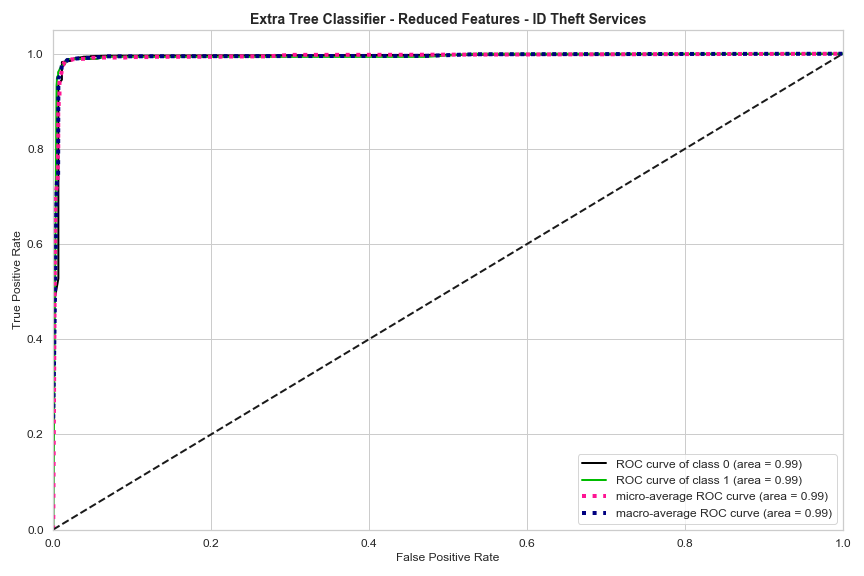 Extra Tree Classifier - Reduced Features - ID Theft Services
1.0
0.8
0.6
0.4
0.2
0.0
True Positive Rate
ROC curve of class 0 (area = 0.99)
ROC curve of class 1 (area = 0.99)
micro-average ROC curve (area = 0.99)
macro-average ROC curve (area = 0.99)
0.0 0.2 0.4 0.6 0.8 1.0
False Positive Rate